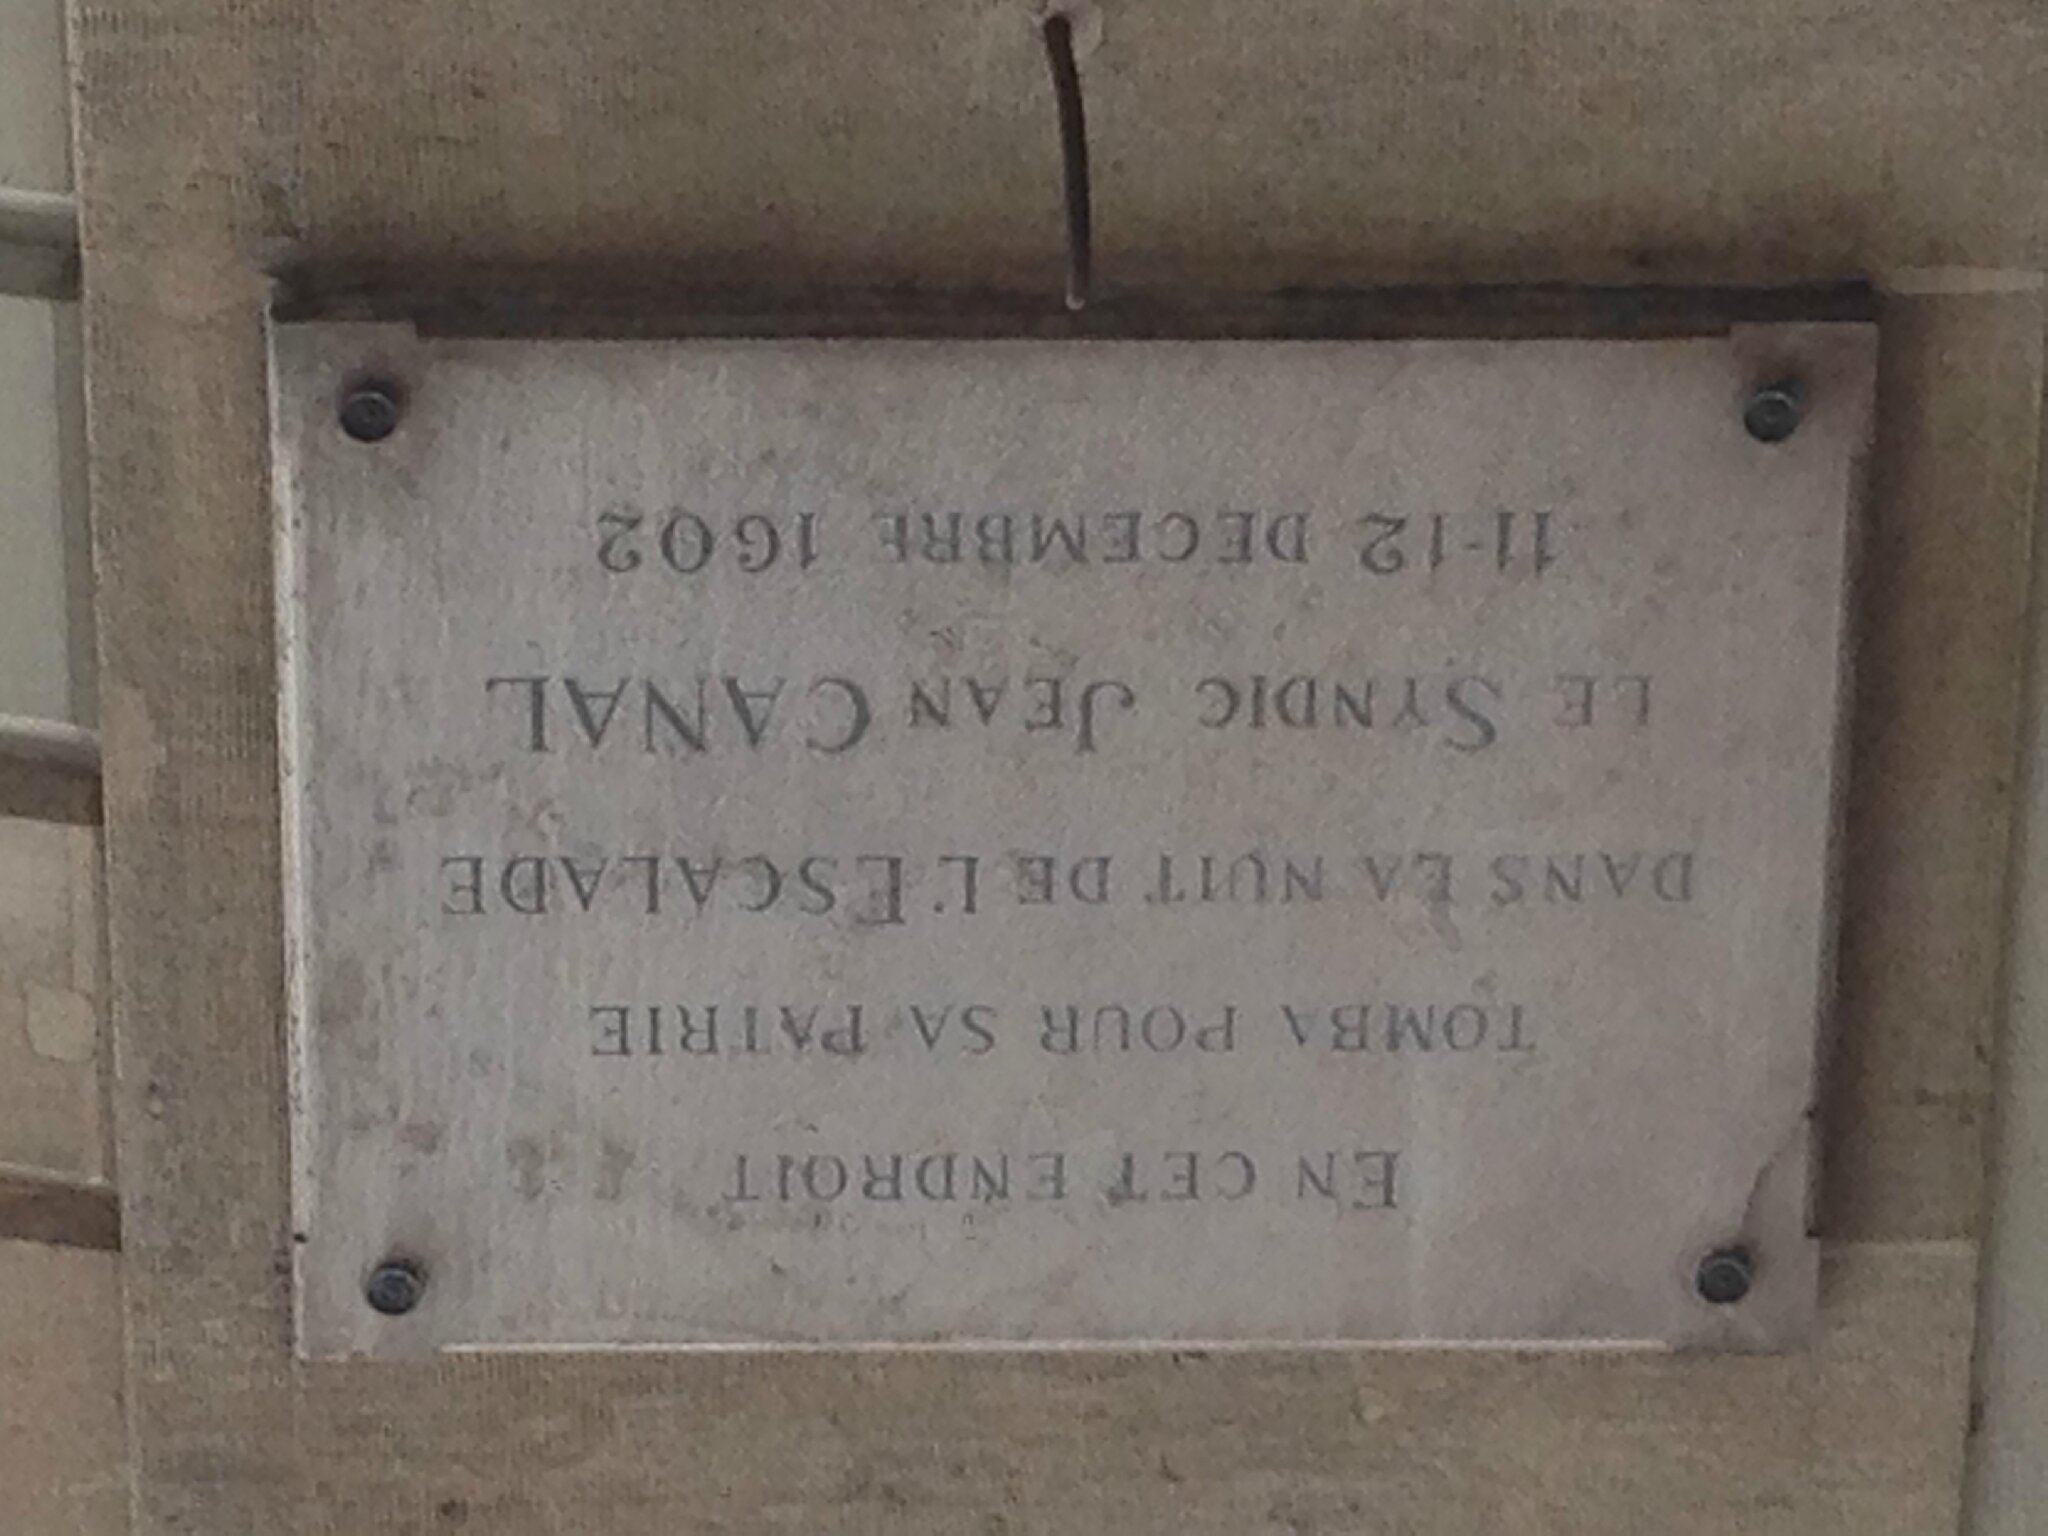 EN CET ENDROIT
TOMBA POUR SA PATRIE
DANS LA NUIT DE L'ESCALADE
LE SYNDIC JEAN CANAL
11-12 DECEMBRE 1602